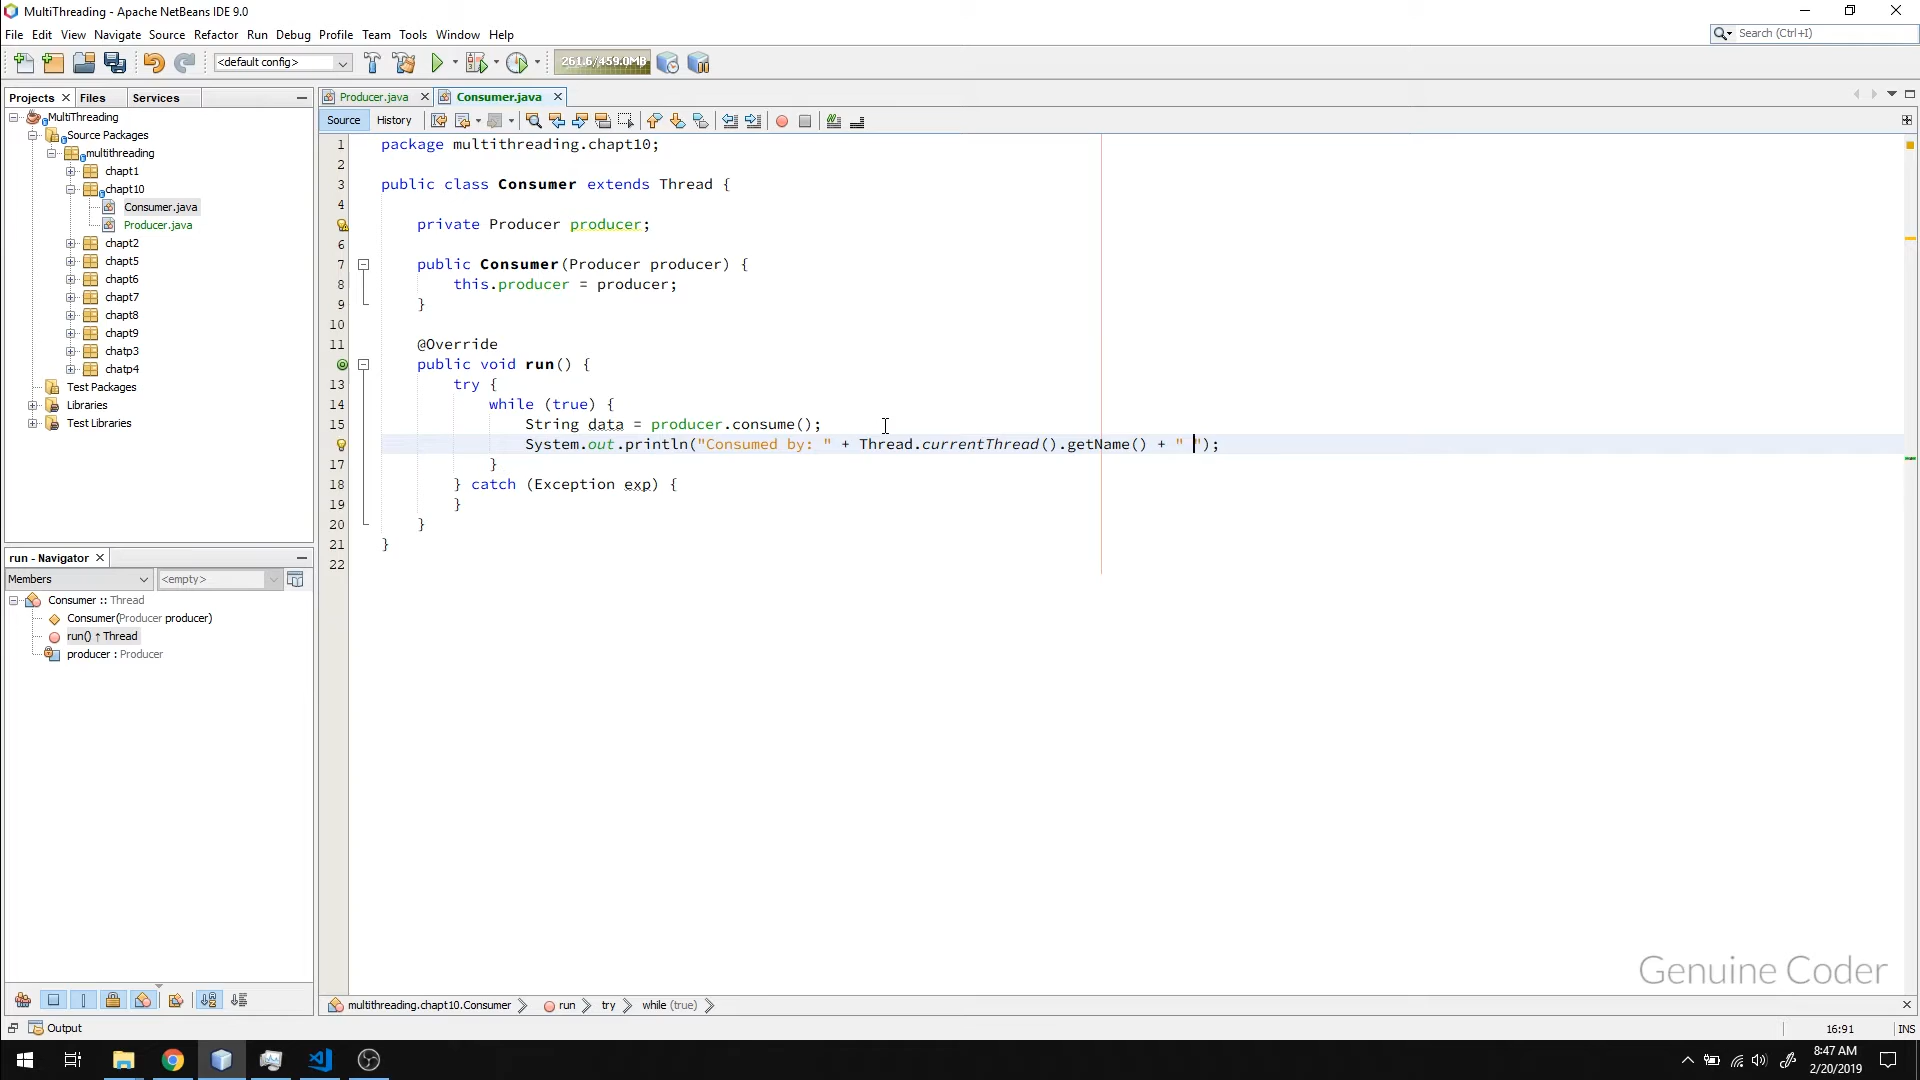 MultiThreading - Apache NetBeans IDE 9.0
File Edit View Navigate Source Refactor Run Debug Profile Team Tools Window Help
Search (Ctrl+I)
<default config>
261.6/459.0MB
Projects Files Services
Producer.java Consumer.java
Source History
MultiThreading
Source Packages
multithreading
chapt1
chapt10
Consumer.java
Producer.java
chapt2
chapt5
chapt6
chapt7
chapt8
chapt9
chatp3
chatp4
Test Packages
Libraries
Test Libraries
1 package multithreading.chapt10;
2
3 public class Consumer extends Thread {
4
private Producer producer;
6
7 public Consumer(Producer producer) {
8 this.producer = producer;
9 }
10
11 @Override
public void run() {
13 try {
14 while (true) {
15 String data = producer.consume();
System.out.println("Consumed by: " + Thread.currentThread().getName() + " ");
17 }
18 } catch (Exception exp) {
19 }
20 }
21 }
22
run - Navigator
Members <empty>
Consumer :: Thread
Consumer(Producer producer)
run() ↑ Thread
producer : Producer
Genuine Coder
multithreading.chapt10.Consumer run try while (true)
Output
16:91 INS
8:47 AM
2/20/2019